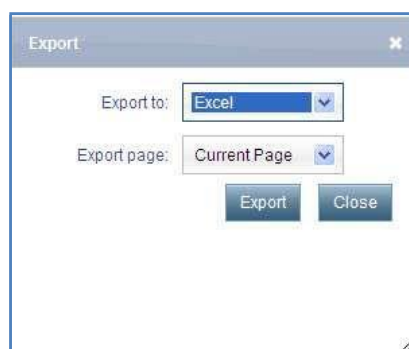 Export
Export to: Excel
Export page: Current Page
Export Close